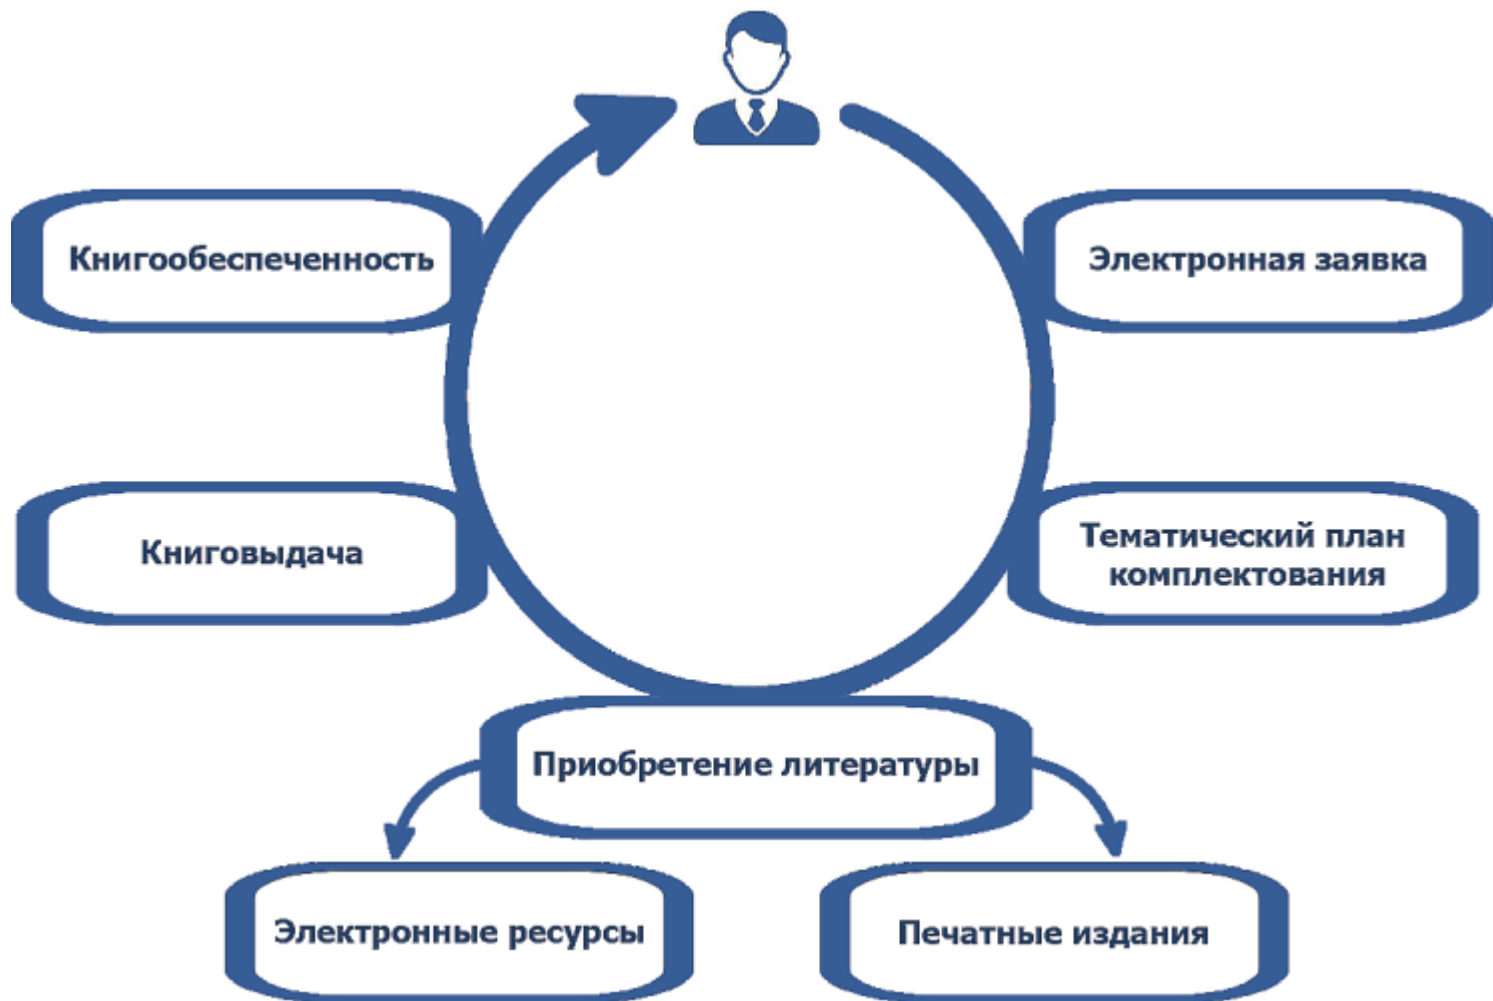 Книгообеспеченность
Электронная заявка
Книговыдача
Тематический план
комплектования
Приобретение литературы
Электронные ресурсы
Печатные издания